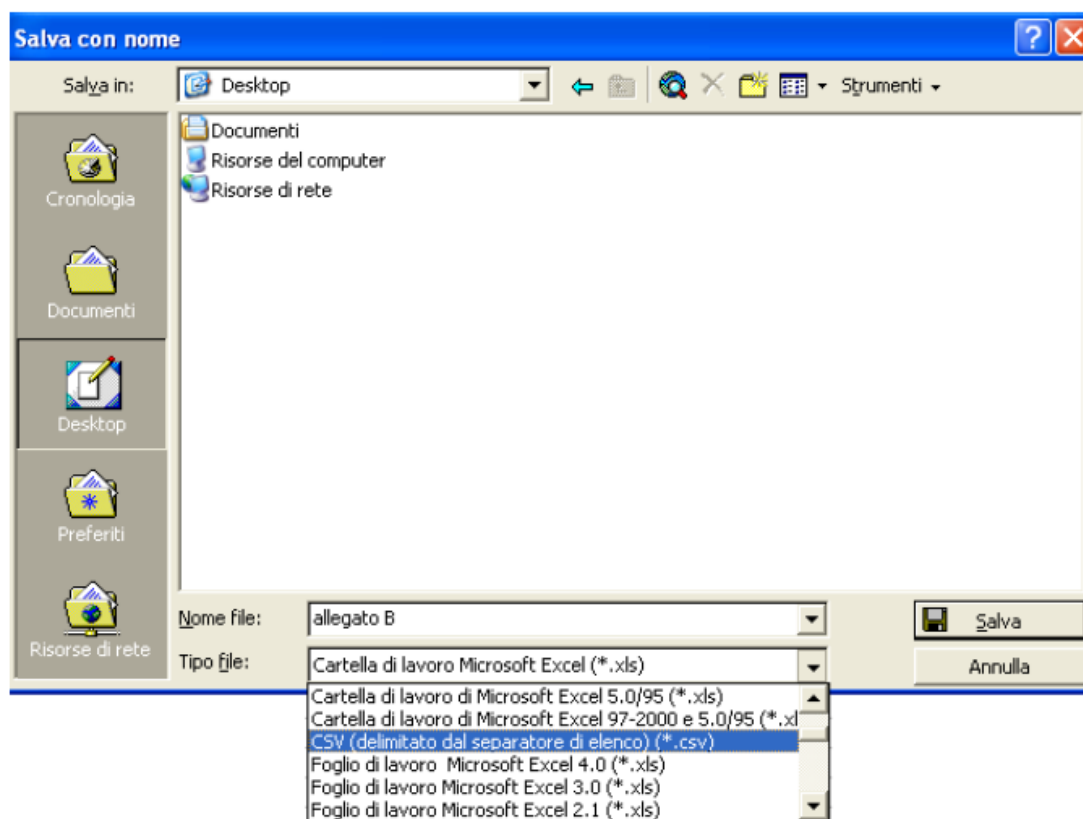 Salva con nome
Salva in:
Desktop
Strumenti
Cronologia
Documenti
Desktop
Preferiti
Risorse di rete
Documenti
Risorse del computer
Risorse di rete
Nome file:
allegato B
Salva
Tipo file:
Cartella di lavoro Microsoft Excel (*.xls)
Annulla
Cartella di lavoro di Microsoft Excel 5.0/95 (*.xls)
Cartella di lavoro di Microsoft Excel 97-2000 e 5.0/95 (*.xl
CSV (delimitato dal separatore di elenco) (*.csv)
Foglio di lavoro Microsoft Excel 4.0 (*.xls)
Foglio di lavoro Microsoft Excel 3.0 (*.xls)
Foglio di lavoro Microsoft Excel 2.1 (*.xls)